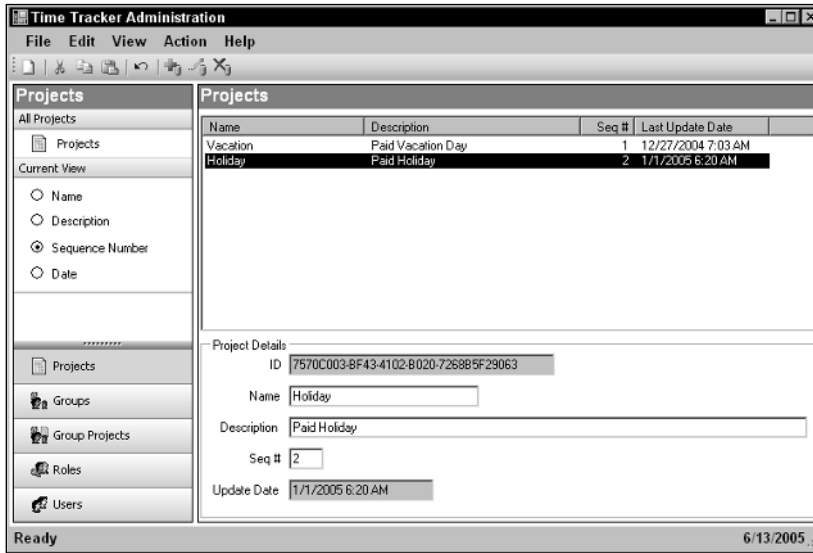 Time Tracker Administration
File Edit View Action Help
Projects
All Projects
Projects
Current View
Name
Description
Sequence Number
Date
Projects
Groups
Group Projects
Roles
Users
Projects
Name Description Seq # Last Update Date
Vacation Paid Vacation Day 1 12/27/2004 7:03 AM
Holiday Paid Holiday 2 1/1/2005 6:20 AM
Project Details
ID 7570C003-BF43-4102-B020-7268B5F29063
Name Holiday
Description Paid Holiday
Seq # 2
Update Date 1/1/2005 6:20 AM
Ready 6/13/2005